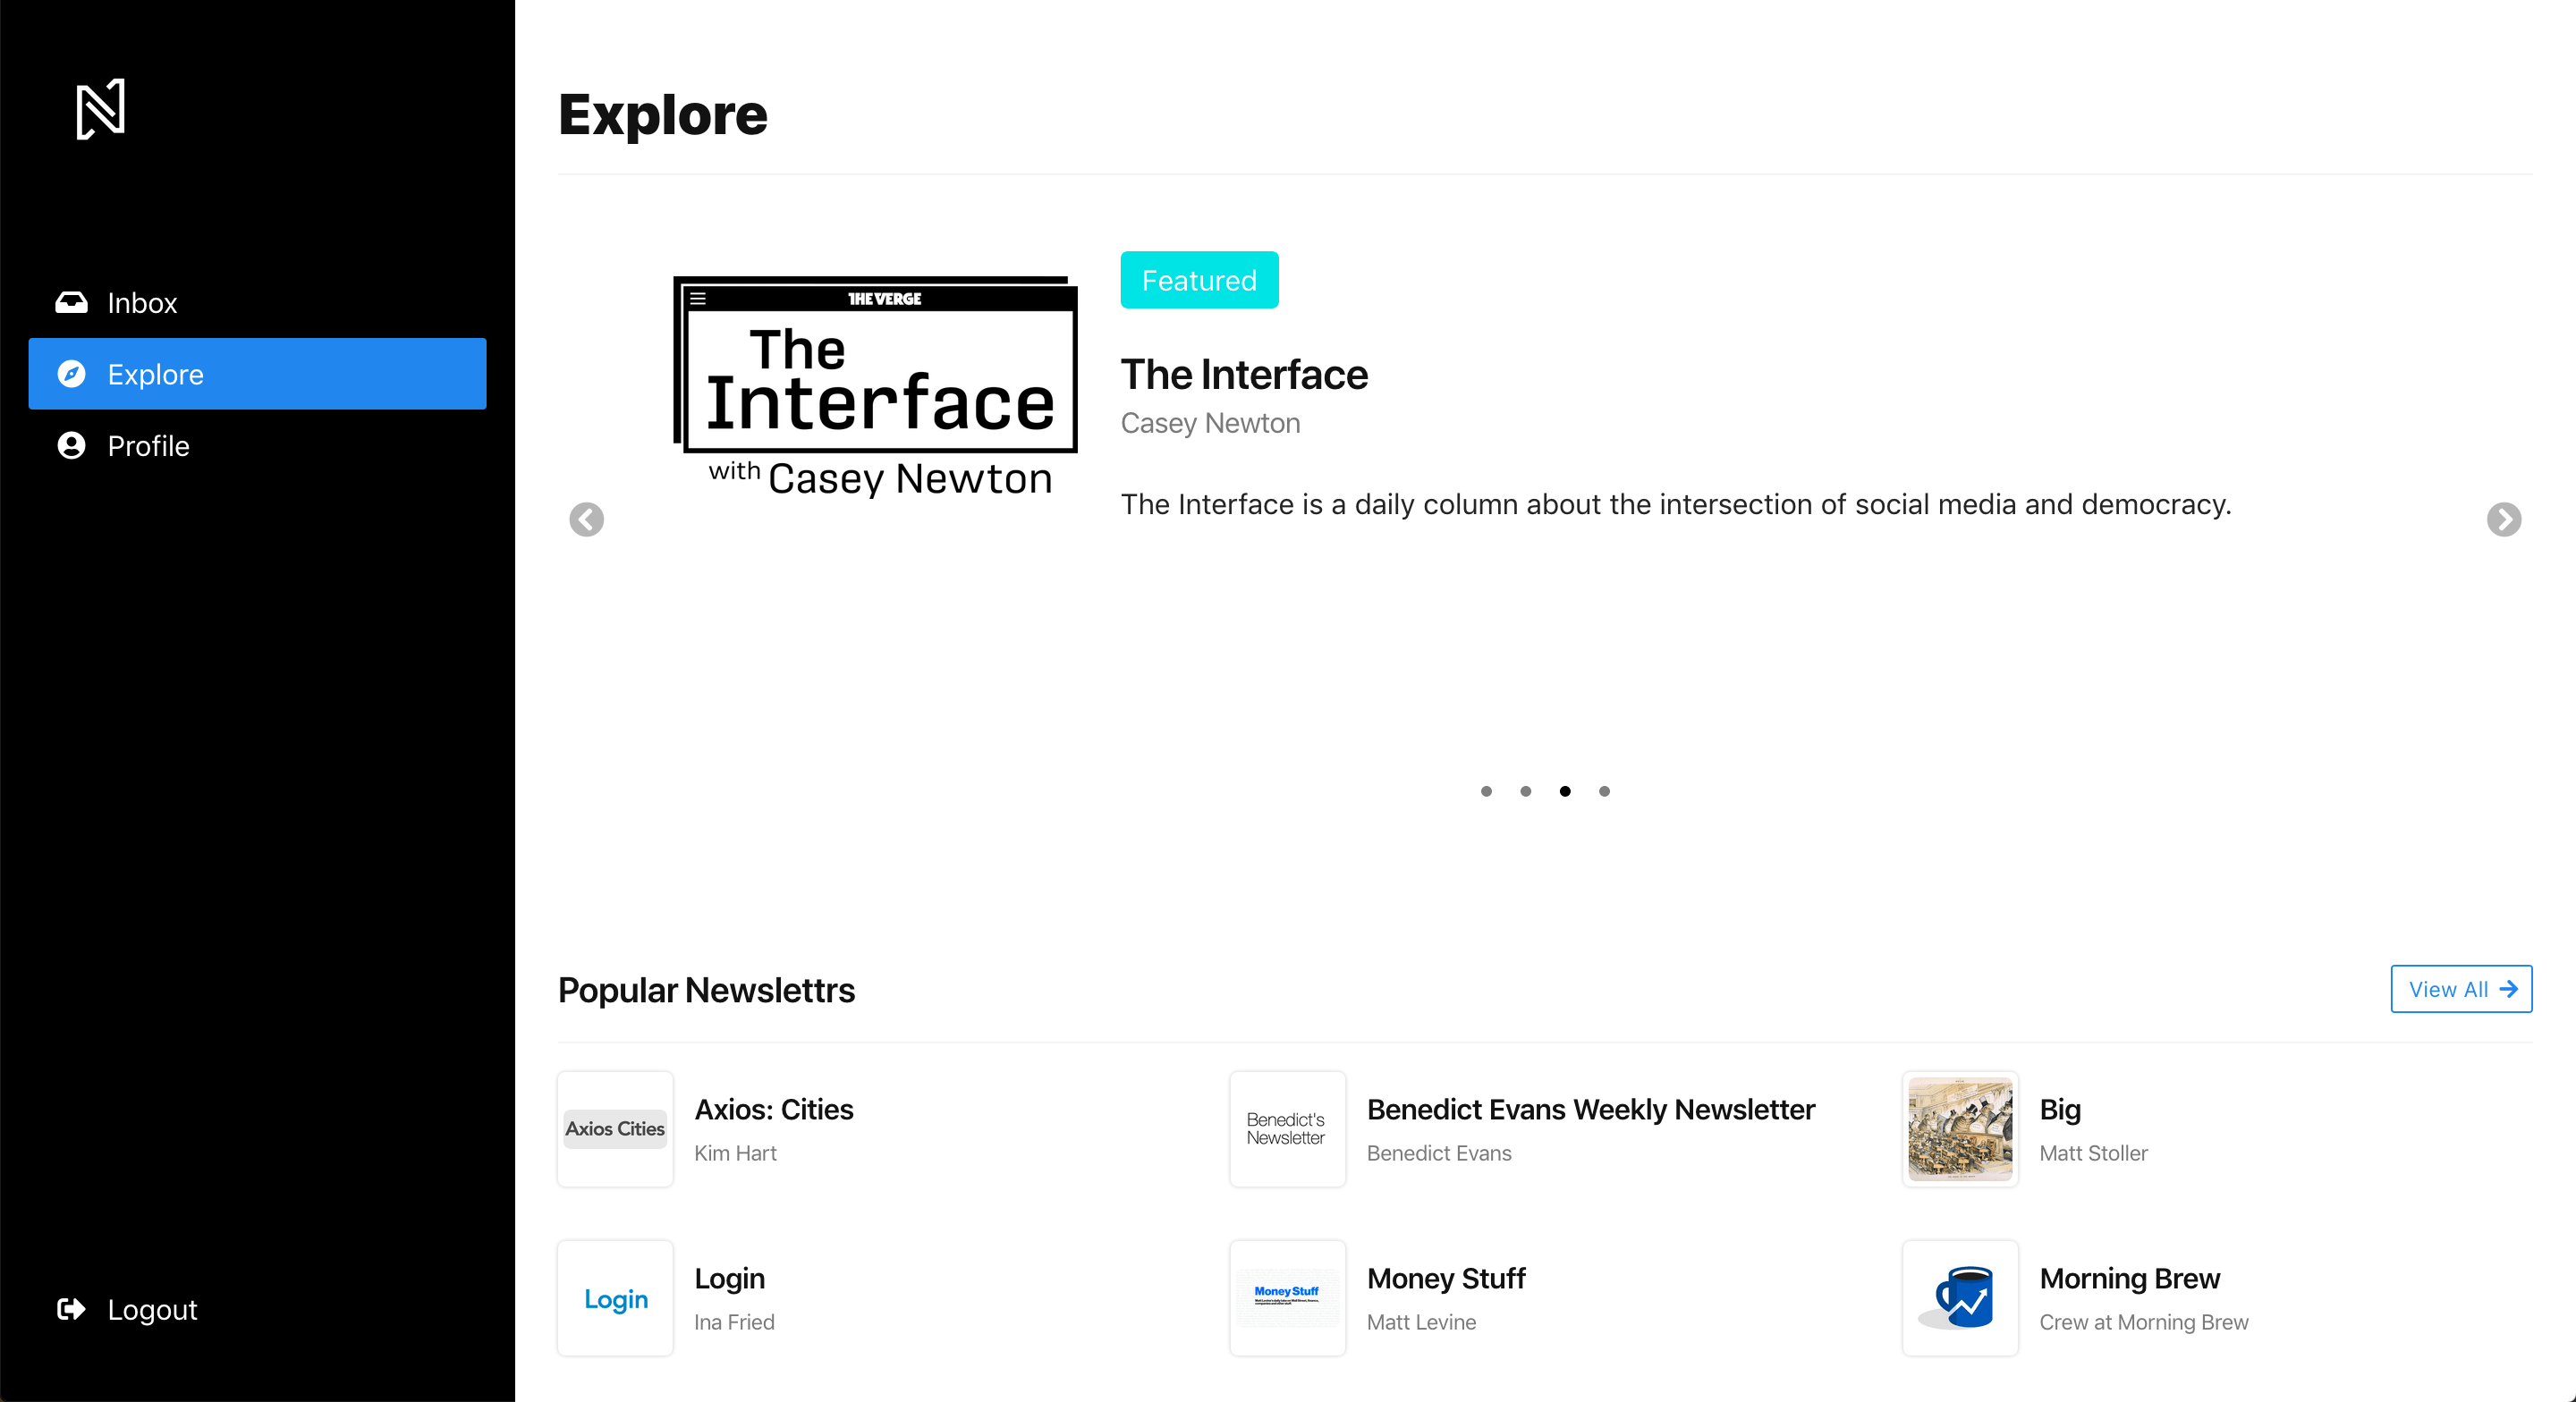 Inbox
Explore
Profile
Logout
Explore
THE VERGE
The
Interface
with Casey Newton
Featured
The Interface
Casey Newton
The Interface is a daily column about the intersection of social media and democracy.
Popular Newslettrs
View All
Axios Cities
Axios: Cities
Kim Hart
Benedict's
Newsletter
Benedict Evans Weekly Newsletter
Benedict Evans
Big
Matt Stoller
Login
Login
Ina Fried
Money Stuff
Money Stuff
Matt Levine
Morning Brew
Crew at Morning Brew